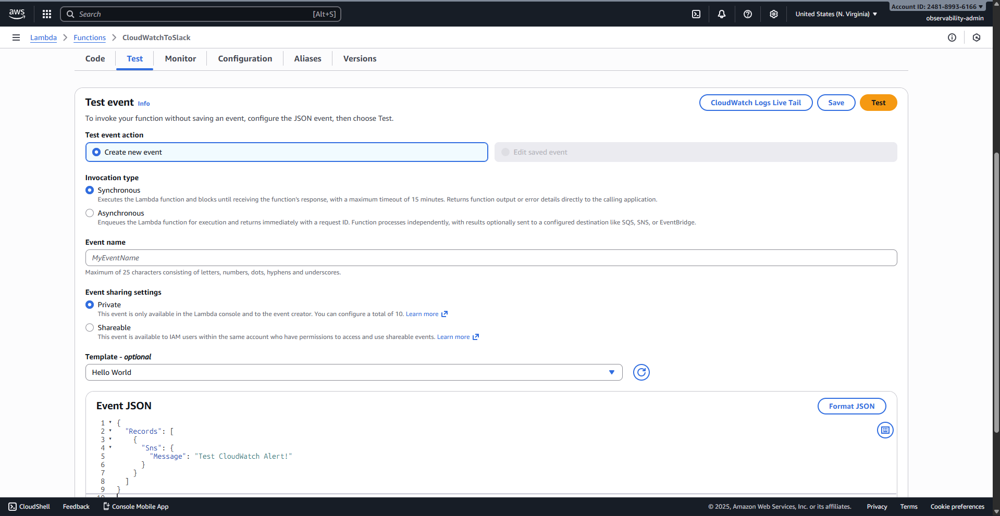 aws
Search [Alt+S]
United States (N. Virginia)
Account ID: 2481-8993-6166
observability-admin
Lambda
Functions
CloudWatchToSlack
Code
Test
Monitor
Configuration
Aliases
Versions
Test event Info
CloudWatch Logs Live Tail
Save
Test
To invoke your function without saving an event, configure the JSON event, then choose Test.
Test event action
Create new event
Edit saved event
Invocation type
Synchronous
Executes the Lambda function and blocks until receiving the function's response, with a maximum timeout of 15 minutes. Returns function output or error details directly to the calling application.
Asynchronous
Enqueues the Lambda function for execution and returns immediately with a request ID. Function processes independently, with results optionally sent to a configured destination like SQS, SNS, or EventBridge.
Event name
MyEventName
Maximum of 25 characters consisting of letters, numbers, dots, hyphens and underscores.
Event sharing settings
Private
This event is only available in the Lambda console and to the event creator. You can configure a total of 10. Learn more
Shareable
This event is available to IAM users within the same account who have permissions to access and use shareable events. Learn more
Template - optional
Hello World
Event JSON
Format JSON
1 {
2 "Records": [
3 {
4 "Sns": {
5 "Message": "Test CloudWatch Alert!"
6 }
7 }
8 ]
9 }
10
CloudShell
Feedback
Console Mobile App
© 2025, Amazon Web Services, Inc. or its affiliates.
Privacy
Terms
Cookie preferences